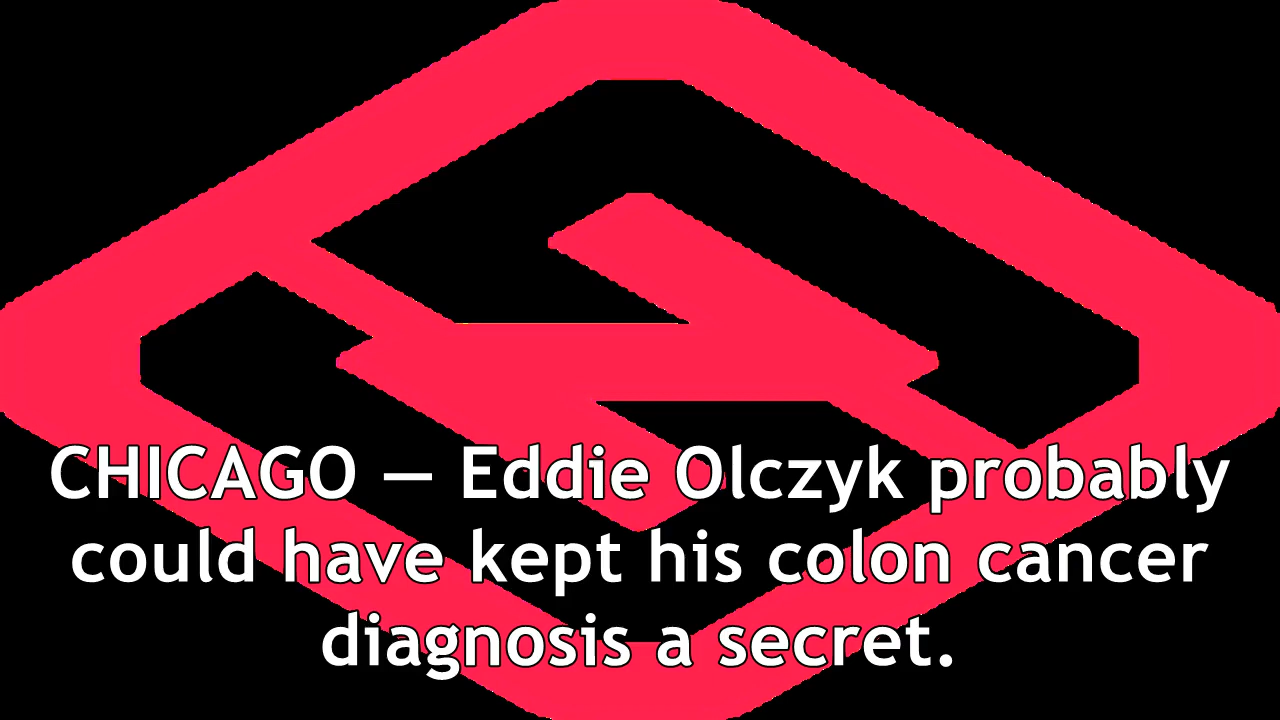 CHICAGO — Eddie Olczyk probably
could have kept his colon cancer
diagnosis a secret.